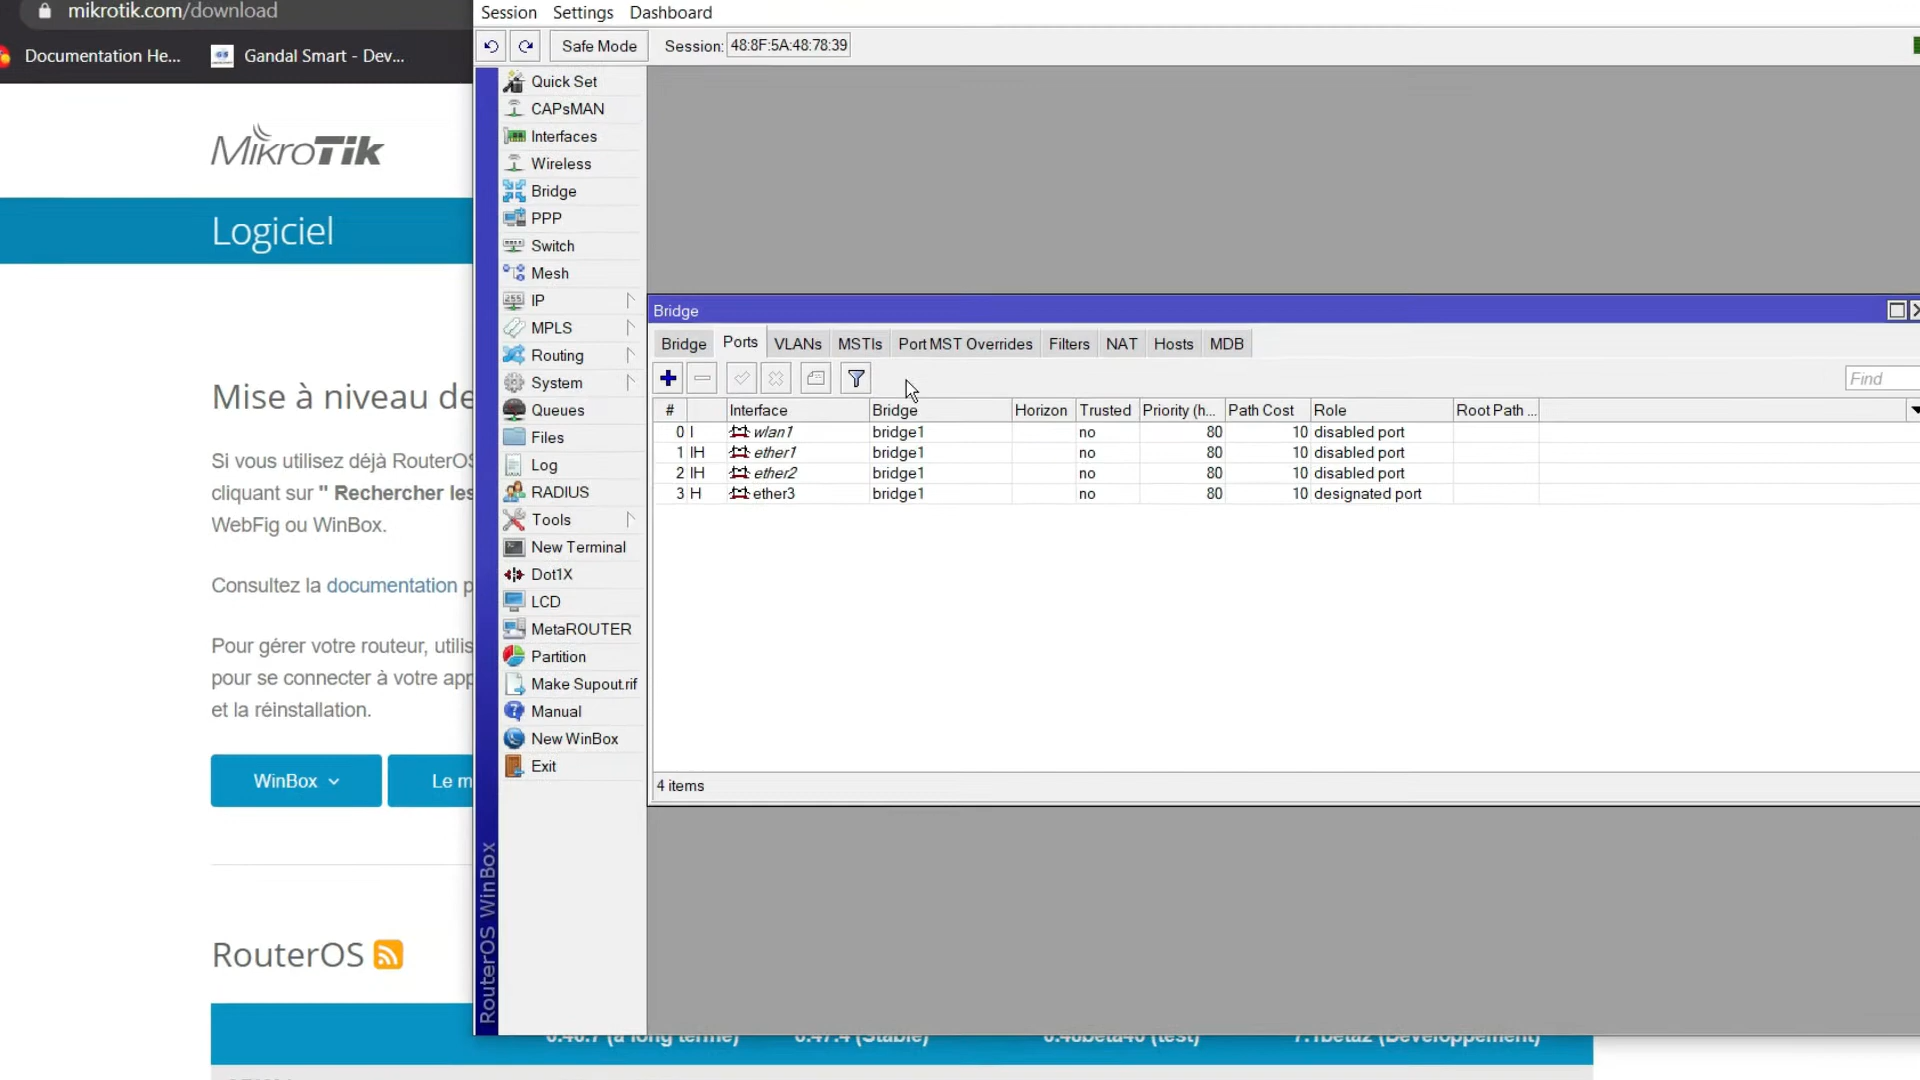 mikrotik.com/download
Documentation He...
Gandal Smart - Dev...
MikroTik
Logiciel
Mise à niveau de
Si vous utilisez déjà RouterOS
cliquant sur " Rechercher les
WebFig ou WinBox.
Consultez la documentation p
Pour gérer votre routeur, utilis
pour se connecter à votre app
et la réinstallation.
WinBox
Le m
RouterOS
Session Settings Dashboard
Safe Mode Session: 48:8F:5A:48:78:39
Quick Set
CAPsMAN
Interfaces
Wireless
Bridge
PPP
Switch
Mesh
IP
MPLS
Routing
System
Queues
Files
Log
RADIUS
Tools
New Terminal
Dot1X
LCD
MetaROUTER
Partition
Make Supout.rif
Manual
New WinBox
Exit
RouterOS WinBox
Bridge
Bridge Ports VLANs MSTIs Port MST Overrides Filters NAT Hosts MDB
Find
# Interface Bridge Horizon Trusted Priority (h... Path Cost Role Root Path ...
0 I wlan1 bridge1 no 80 10 disabled port
1 IH ether1 bridge1 no 80 10 disabled port
2 IH ether2 bridge1 no 80 10 disabled port
3 H ether3 bridge1 no 80 10 designated port
4 items